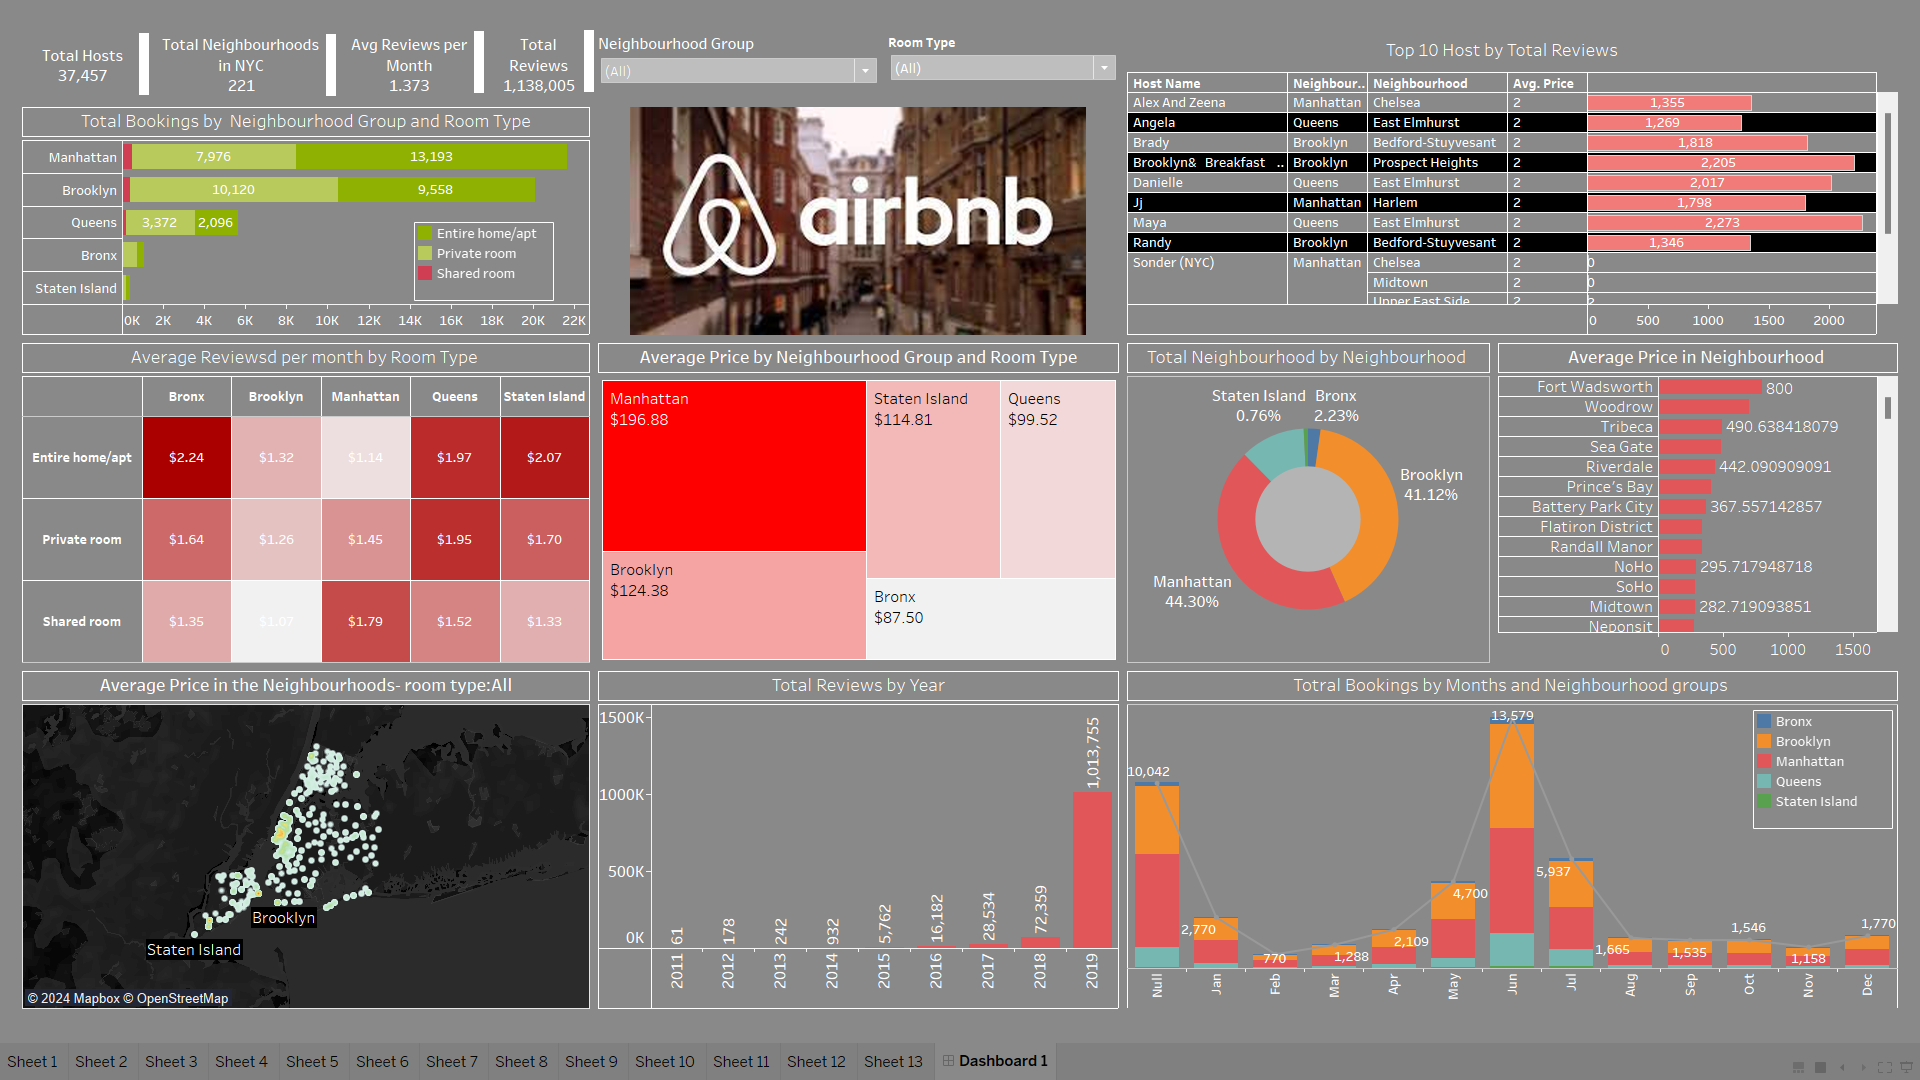 Total Hosts
37,457
Total Neighbourhoods
in NYC
221
Avg Reviews per
Month
1.373
Total
Reviews
1,138,005
Neighbourhood Group
(All)
Room Type
(All)
Top 10 Host by Total Reviews
Host Name Neighbour.. Neighbourhood Avg. Price
Alex And Zeena Manhattan Chelsea 2 1,355
Angela Queens East Elmhurst 2 1,269
Brady Brooklyn Bedford-Stuyvesant 2 1,818
Brooklyn& Breakfast .. Brooklyn Prospect Heights 2 2,205
Danielle Queens East Elmhurst 2 2,017
Jj Manhattan Harlem 2 1,798
Maya Queens East Elmhurst 2 2,273
Randy Brooklyn Bedford-Stuyvesant 2 1,346
Sonder (NYC) Manhattan Chelsea 2 0
Midtown 2 0
Upper East Side 2 2
0 500 1000 1500 2000
Total Bookings by Neighbourhood Group and Room Type
Manhattan 7,976 13,193
Brooklyn 10,120 9,558
Queens 3,372 2,096
Bronx
Staten Island
Entire home/apt
Private room
Shared room
0K 2K 4K 6K 8K 10K 12K 14K 16K 18K 20K 22K
airbnb
Average Reviewsd per month by Room Type
Bronx Brooklyn Manhattan Queens Staten Island
Entire home/apt $2.24 $1.32 $1.14 $1.97 $2.07
Private room $1.64 $1.26 $1.45 $1.95 $1.70
Shared room $1.35 $1.07 $1.79 $1.52 $1.33
Average Price by Neighbourhood Group and Room Type
Manhattan
$196.88
Staten Island
$114.81
Queens
$99.52
Brooklyn
$124.38
Bronx
$87.50
Total Neighbourhood by Neighbourhood
Staten Island
0.76%
Bronx
2.23%
Brooklyn
41.12%
Manhattan
44.30%
Average Price in Neighbourhood
Fort Wadsworth 800
Woodrow
Tribeca 490.638418079
Sea Gate
Riverdale 442.090909091
Prince's Bay
Battery Park City 367.557142857
Flatiron District
Randall Manor
NoHo 295.717948718
SoHo
Midtown 282.719093851
Neponsit
0 500 1000 1500
Average Price in the Neighbourhoods- room type:All
Brooklyn
Staten Island
© 2024 Mapbox © OpenStreetMap
Total Reviews by Year
1500K
1000K
500K
0K
61 178 242 932 5,762 16,182 28,534 72,359 1,013,755
2011 2012 2013 2014 2015 2016 2017 2018 2019
Totral Bookings by Months and Neighbourhood groups
Bronx
Brooklyn
Manhattan
Queens
Staten Island
10,042 2,770 770 1,288 2,109 4,700 13,579 5,937 1,665 1,535 1,546 1,158 1,770
Null Jan Feb Mar Apr May Jun Jul Aug Sep Oct Nov Dec
Sheet 1 Sheet 2 Sheet 3 Sheet 4 Sheet 5 Sheet 6 Sheet 7 Sheet 8 Sheet 9 Sheet 10 Sheet 11 Sheet 12 Sheet 13 Dashboard 1